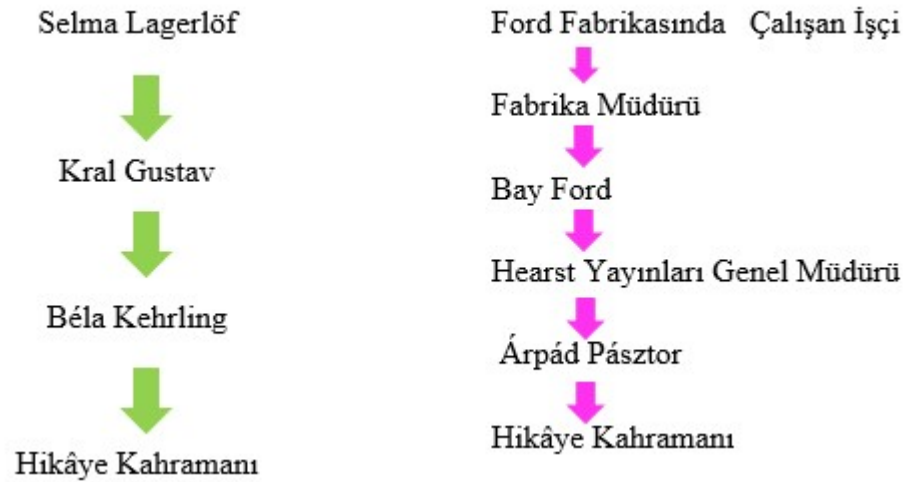 Selma Lagerlöf
Kral Gustav
Béla Kehrling
Hikâye Kahramanı
Ford Fabrikasında Çalışan İşçi
Fabrika Müdürü
Bay Ford
Hearst Yayınları Genel Müdürü
Árpád Pásztor
Hikâye Kahramanı